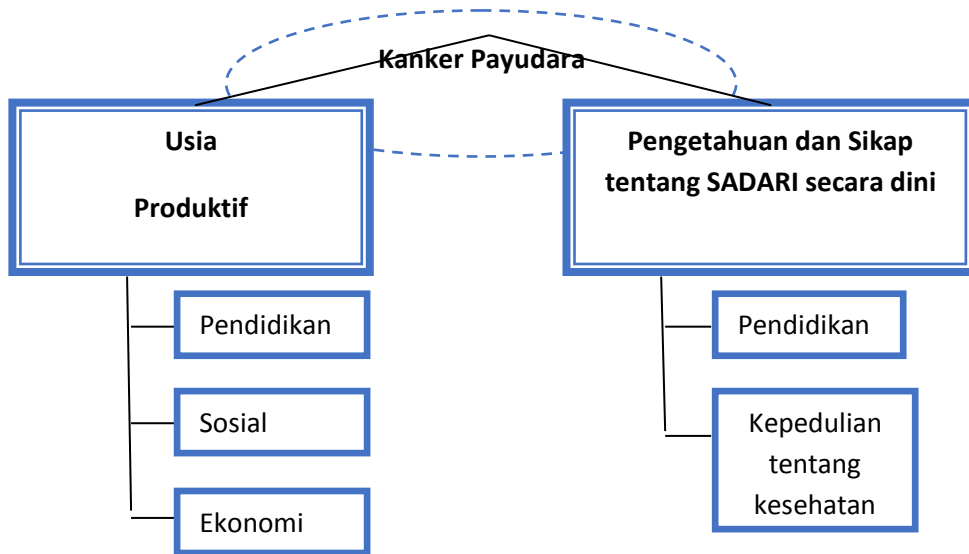 Kanker Payudara
Usia
Produktif
Pengetahuan dan Sikap
tentang SADARI secara dini
Pendidikan
Sosial
Ekonomi
Pendidikan
Kepedulian
tentang
kesehatan